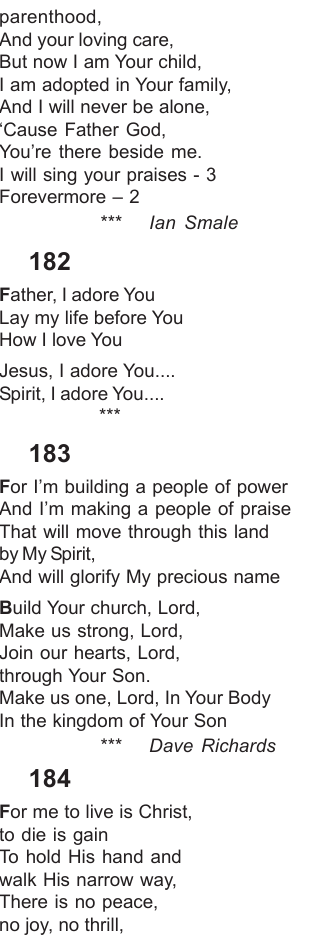 parenthood,
And your loving care,
But now I am Your child,
I am adopted in Your family,
And I will never be alone,
‘Cause Father God,
You’re there beside me.
I will sing your praises - 3
Forevermore – 2
*** Ian Smale
182
Father, I adore You
Lay my life before You
How I love You
Jesus, I adore You....
Spirit, I adore You....
***
183
For I’m building a people of power
And I’m making a people of praise
That will move through this land
by My Spirit,
And will glorify My precious name
Build Your church, Lord,
Make us strong, Lord,
Join our hearts, Lord,
through Your Son.
Make us one, Lord, In Your Body
In the kingdom of Your Son
*** Dave Richards
184
For me to live is Christ,
to die is gain
To hold His hand and
walk His narrow way,
There is no peace,
no joy, no thrill,